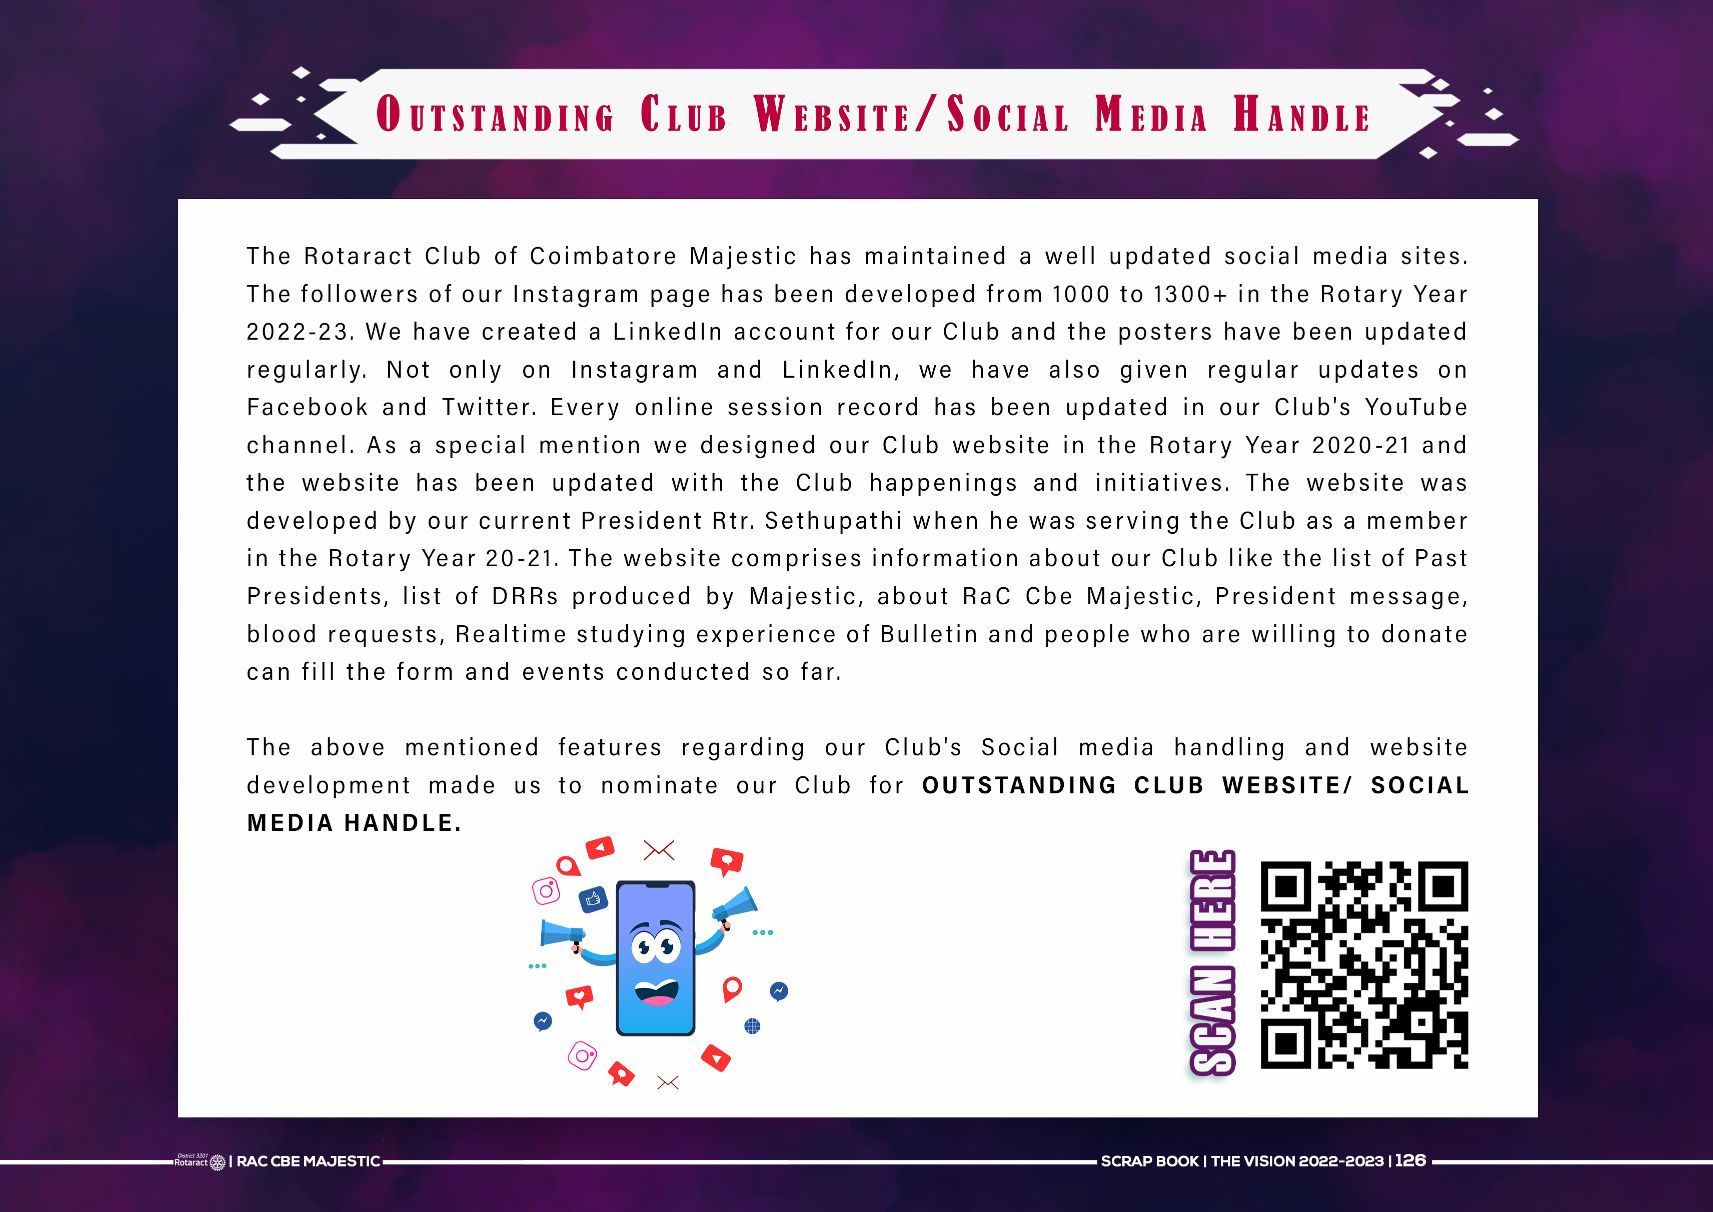 OUTSTANDING CLUB WEBSITE/SOCIAL MEDIA HANDLE
The Rotaract Club of Coimbatore Majestic has maintained a well updated social media sites.
The followers of our Instagram page has been developed from 1000 to 1300+ in the Rotary Year
2022-23. We have created a LinkedIn account for our Club and the posters have been updated
regularly. Not only on Instagram and LinkedIn, we have also given regular updates on
Facebook and Twitter. Every online session record has been updated in our Club's YouTube
channel. As a special mention we designed our Club website in the Rotary Year 2020-21 and
the website has been updated with the Club happenings and initiatives. The website was
developed by our current President Rtr. Sethupathi when he was serving the Club as a member
in the Rotary Year 20-21. The website comprises information about our Club like the list of Past
Presidents, list of DRRs produced by Majestic, about RaC Cbe Majestic, President message,
blood requests, Realtime studying experience of Bulletin and people who are willing to donate
can fill the form and events conducted so far.
The above mentioned features regarding our Club's Social media handling and website
development made us to nominate our Club for OUTSTANDING CLUB WEBSITE/ SOCIAL
MEDIA HANDLE.
SCAN HERE
District 3201
Rotaract | RAC CBE MAJESTIC
SCRAP BOOK | THE VISION 2022-2023 | 126